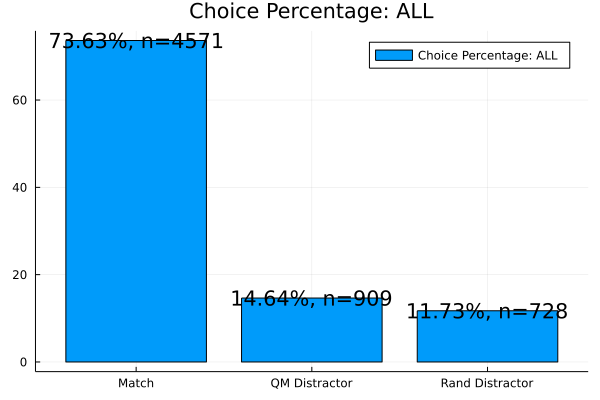 Choice Percentage: ALL
73.63%, n=4571
Choice Percentage: ALL
60
40
20
14.64%, n=909
11.73%, n=728
0
Match
QM Distractor
Rand Distractor